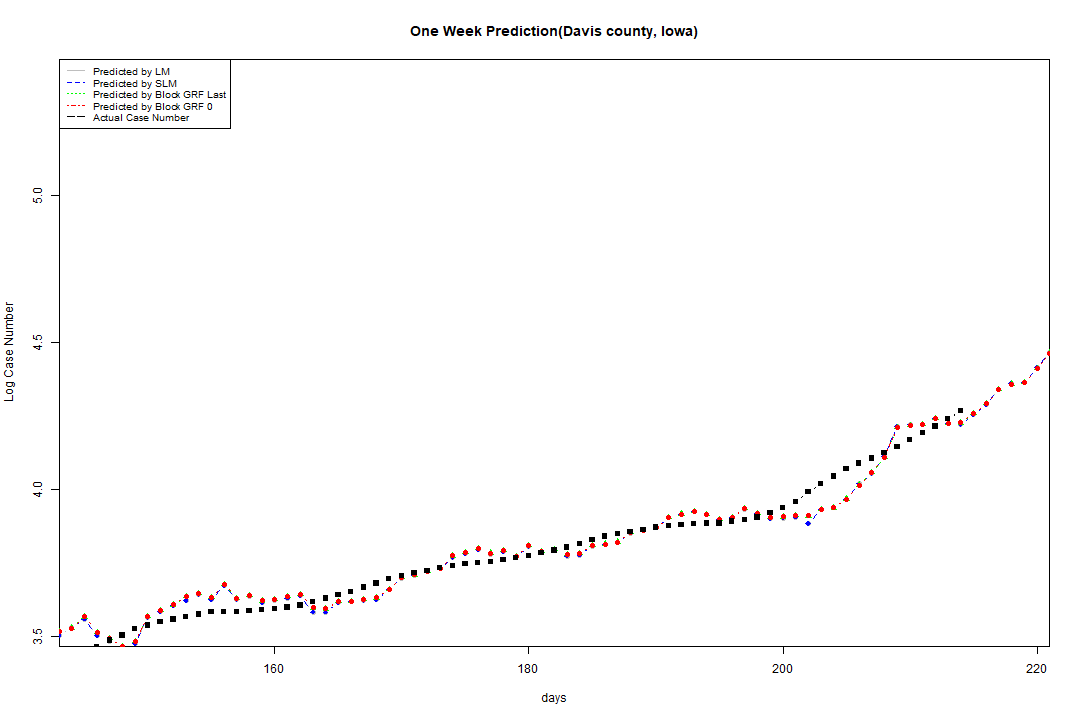 One Week Prediction(Davis county, Iowa)
Predicted by LM
Predicted by SLM
Predicted by Block GRF Last
Predicted by Block GRF 0
Actual Case Number
5.0
4.5
4.0
3.5
Log Case Number
160 180 200 220
days